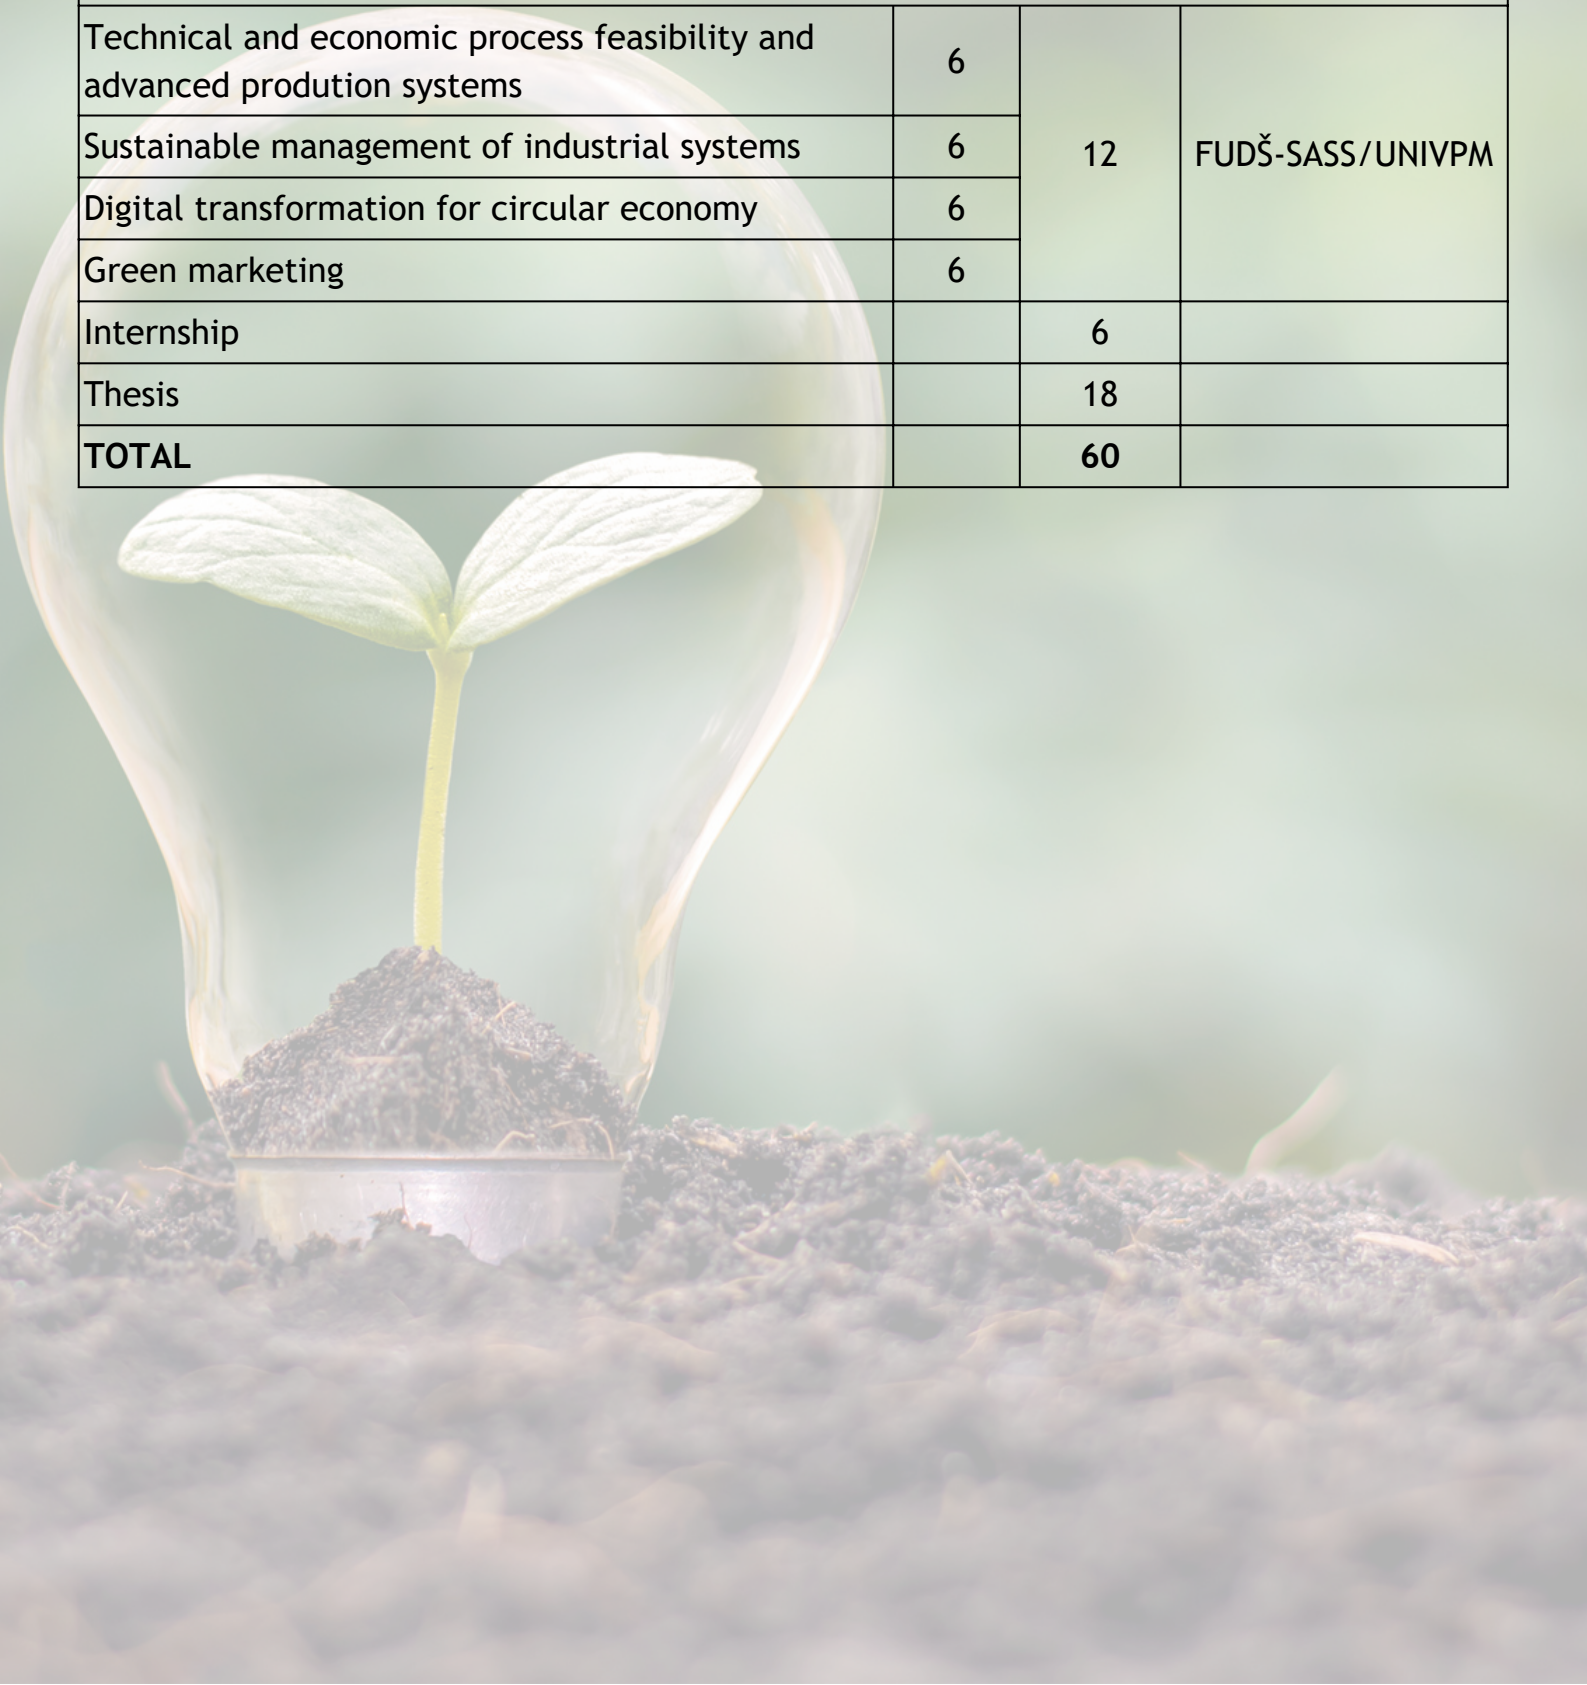 Technical and economic process feasibility and
advanced prodution systems
6
Sustainable management of industrial systems
6
12
FUDŠ-SASS/UNIVPM
Digital transformation for circular economy
6
Green marketing
6
Internship
6
Thesis
18
TOTAL
60